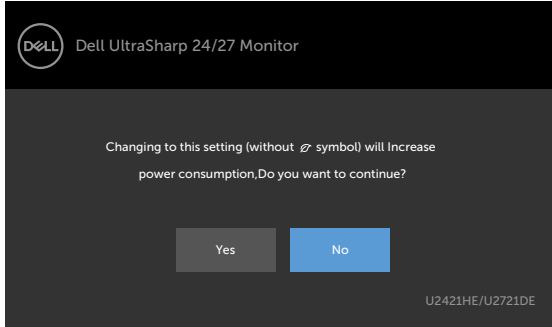 DELL
Dell UltraSharp 24/27 Monitor
Changing to this setting (without symbol) will Increase
power consumption,Do you want to continue?
Yes
No
U2421HE/U2721DE